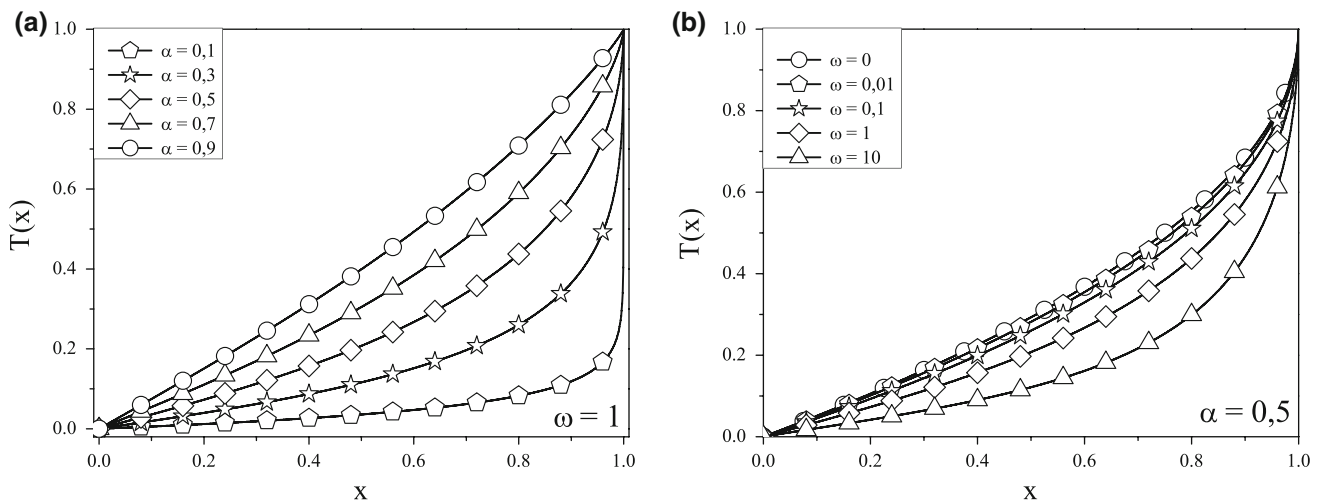 (a)
1.0
0.8
0.6
0.4
0.2
0.0
T(x)
α = 0,1
α = 0,3
α = 0,5
α = 0,7
α = 0,9
ω = 1
0.0 0.2 0.4 0.6 0.8 1.0
x
(b)
1.0
0.8
0.6
0.4
0.2
0.0
T(x)
ω = 0
ω = 0,01
ω = 0,1
ω = 1
ω = 10
α = 0,5
0.0 0.2 0.4 0.6 0.8 1.0
x